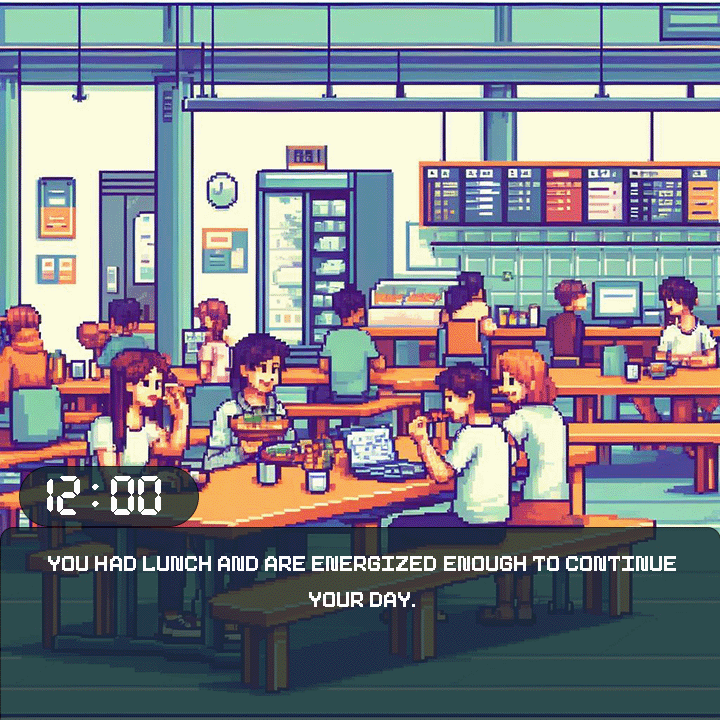 12:00
YOU HAD LUNCH AND ARE ENERGIZED ENOUGH TO CONTINUE
YOUR DAY.